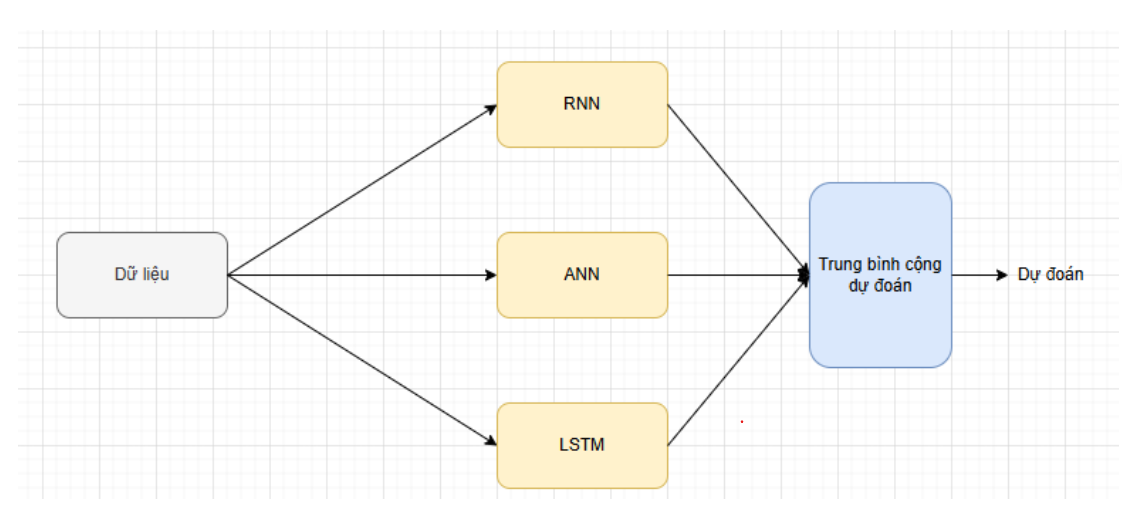 RNN
Dữ liệu
ANN
Trung bình cộng
dự đoán
Dự đoán
LSTM